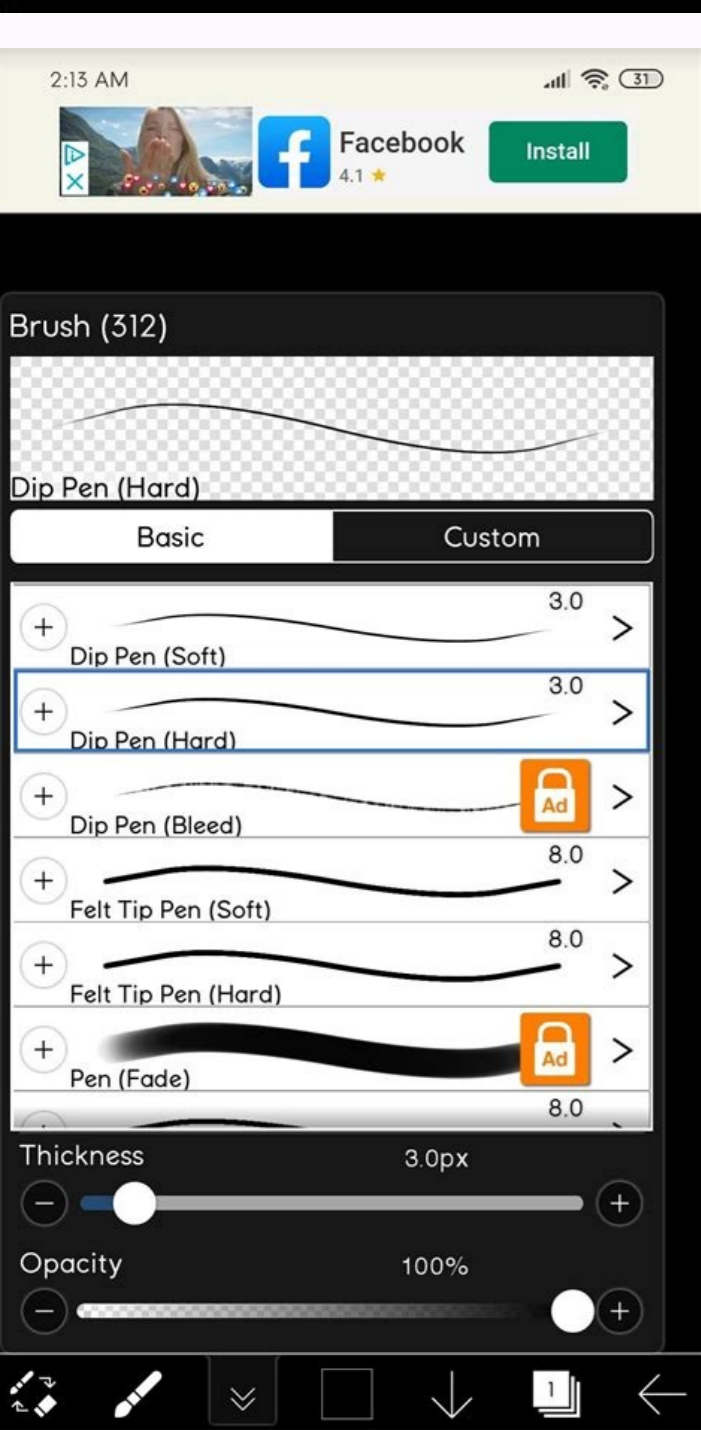 2:13 AM
31
Facebook
4.1
Install
Brush (312)
Dip Pen (Hard)
Basic
Custom
3.0
Dip Pen (Soft)
3.0
Dip Pen (Hard)
Ad
Dip Pen (Bleed)
8.0
Felt Tip Pen (Soft)
8.0
Felt Tip Pen (Hard)
Ad
Pen (Fade)
8.0
Thickness
3.0px
Opacity
100%
1